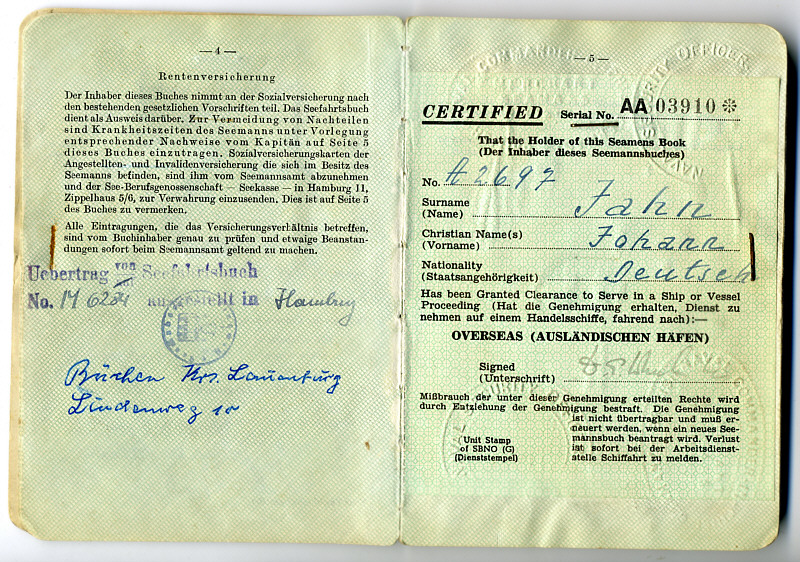 — 4 —
Rentenversicherung
Der Inhaber dieses Buches nimmt an der Sozialversicherung nach
den bestehenden gesetzlichen Vorschriften teil. Das Seefahrtsbuch
dient als Ausweis darüber. Zur Vermeidung von Nachteilen
sind Krankheitszeiten des Seemanns unter Vorlegung
entsprechender Nachweise vom Kapitän auf Seite 5
dieses Buches einzutragen. Sozialversicherungskarten der
Angestellten- und Invalidenversicherung die sich im Besitz des
Seemanns befinden, sind ihm vom Seemannsamt abzunehmen
und der See-Berufsgenossenschaft — Seekasse — in Hamburg 11,
Zippelhaus 5/6, zur Verwahrung einzusenden. Dies ist auf Seite 5
des Buches zu vermerken.
Alle Eintragungen, die das Versicherungsverhältnis betreffen,
sind vom Buchinhaber genau zu prüfen und etwaige Beanstan-
dungen sofort beim Seemannsamt geltend zu machen.
Uebertrag von Seefahrtsbuch
No. M 6234 ausgestellt in Hamburg
Büchen Krs. Lauenburg
Lindenweg 10
— 5 —
CERTIFIED Serial No. AA 03910 *
That the Holder of this Seamens Book
(Der Inhaber dieses Seemannsbuches)
No. A 2697
Surname
(Name) Jahn
Christian Name(s)
(Vorname) Johann
Nationality
(Staatsangehörigkeit) Deutsch
Has been Granted Clearance to Serve in a Ship or Vessel
Proceeding (Hat die Genehmigung erhalten, Dienst zu
nehmen auf einem Handelsschiffe, fahrend nach):—
OVERSEAS (AUSLÄNDISCHEN HÄFEN)
Signed
(Unterschrift)
Mißbrauch der unter dieser Genehmigung erteilten Rechte wird
durch Entziehung der Genehmigung bestraft. Die Genehmigung
ist nicht übertragbar und muß er-
neuert werden, wenn ein neues See-
mannsbuch beantragt wird. Verlust
ist sofort bei der Arbeitsdienst-
stelle Schiffahrt zu melden.
Unit Stamp
of SBNO (G)
(Dienststempel)